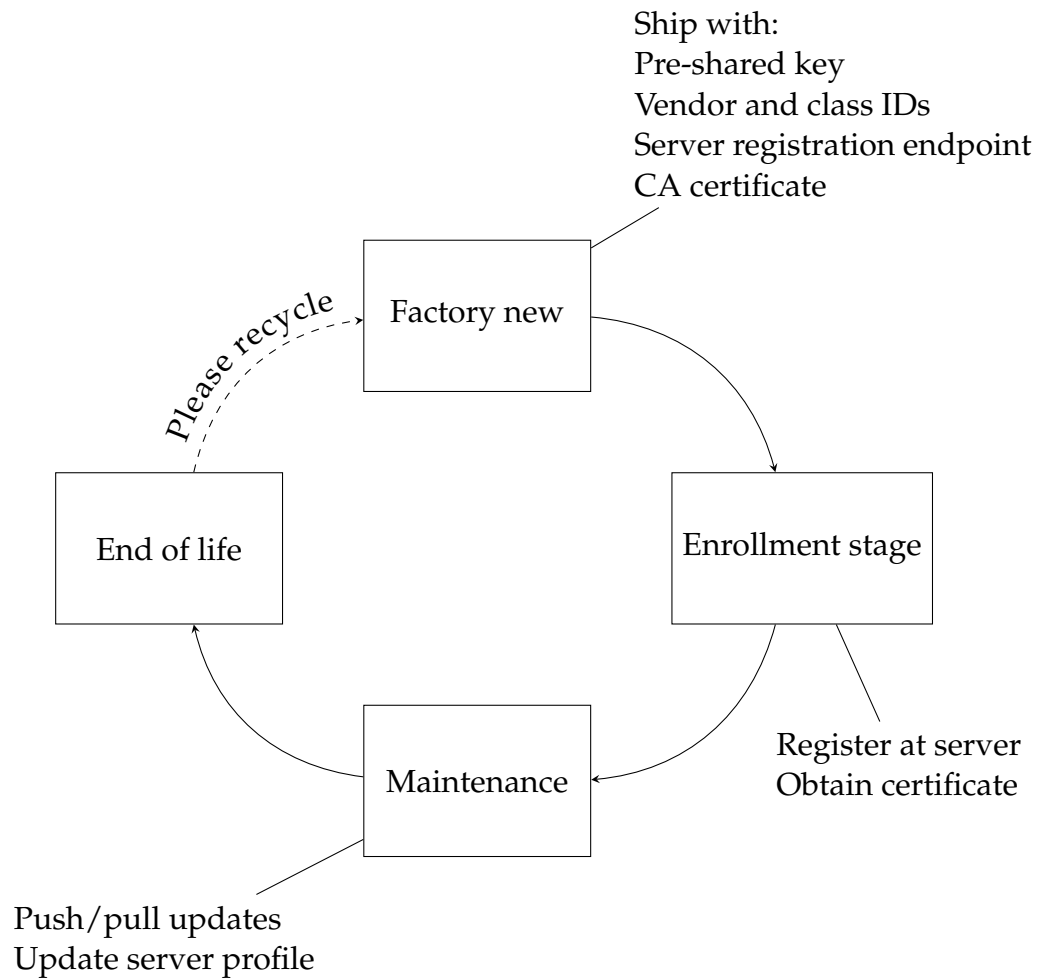 Ship with:
Pre-shared key
Vendor and class IDs
Server registration endpoint
CA certificate
Factory new
Please recycle
End of life
Enrollment stage
Maintenance
Register at server
Obtain certificate
Push/pull updates
Update server profile